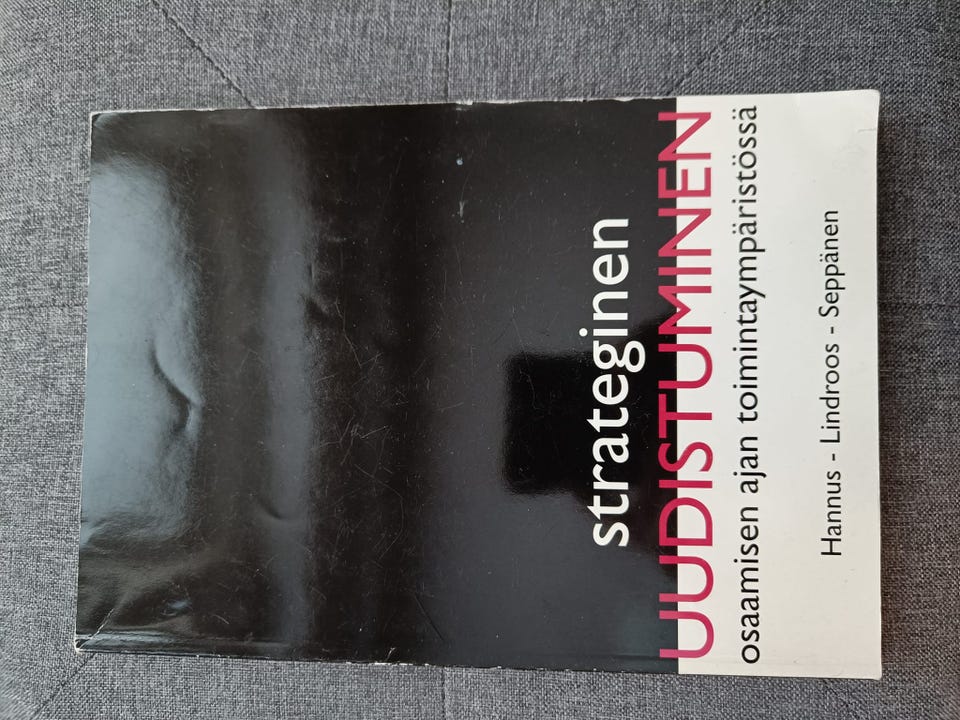 strateginen
UUDISTUMINEN
osaamisen ajan toimintaympäristössä
Hannus - Lindroos - Seppänen